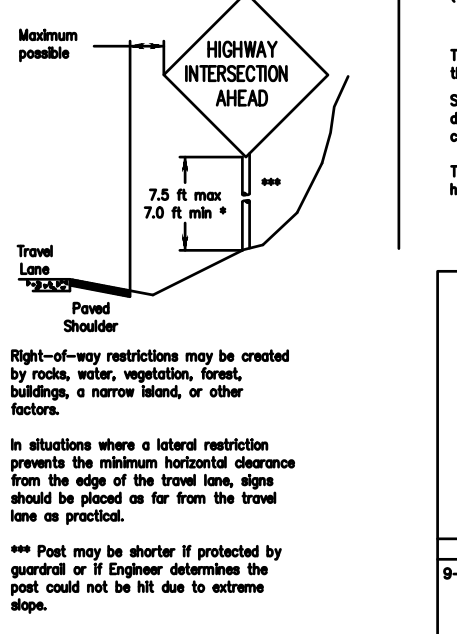 Maximum
possible
HIGHWAY
INTERSECTION
AHEAD
***
7.5 ft max
7.0 ft min *
Travel
Lane
Paved
Shoulder
Right-of-way restrictions may be created
by rocks, water, vegetation, forest,
buildings, a narrow island, or other
factors.
In situations where a lateral restriction
prevents the minimum horizontal clearance
from the edge of the travel lane, signs
should be placed as far from the travel
lane as practical.
*** Post may be shorter if protected by
guardrail or if Engineer determines the
post could not be hit due to extreme
slope.
9-